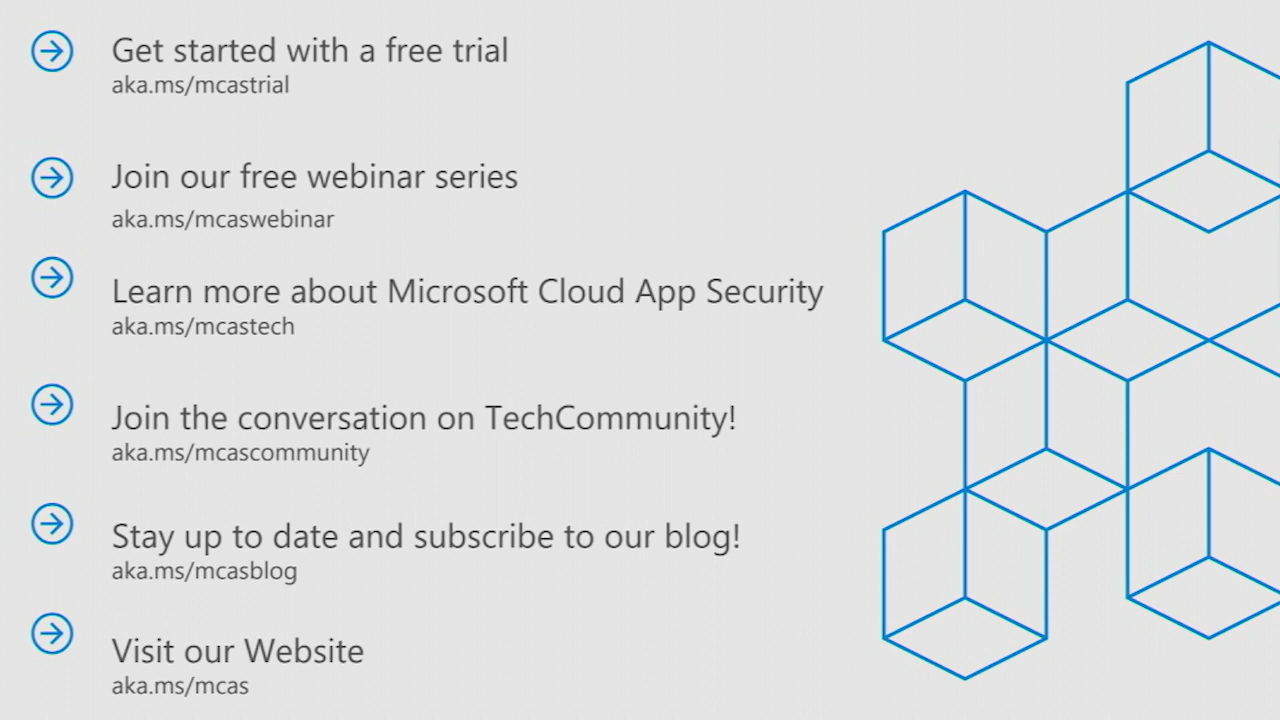 Get started with a free trial
aka.ms/mcastrial
Join our free webinar series
aka.ms/mcaswebinar
Learn more about Microsoft Cloud App Security
aka.ms/mcastech
Join the conversation on TechCommunity!
aka.ms/mcascommunity
Stay up to date and subscribe to our blog!
aka.ms/mcasblog
Visit our Website
aka.ms/mcas